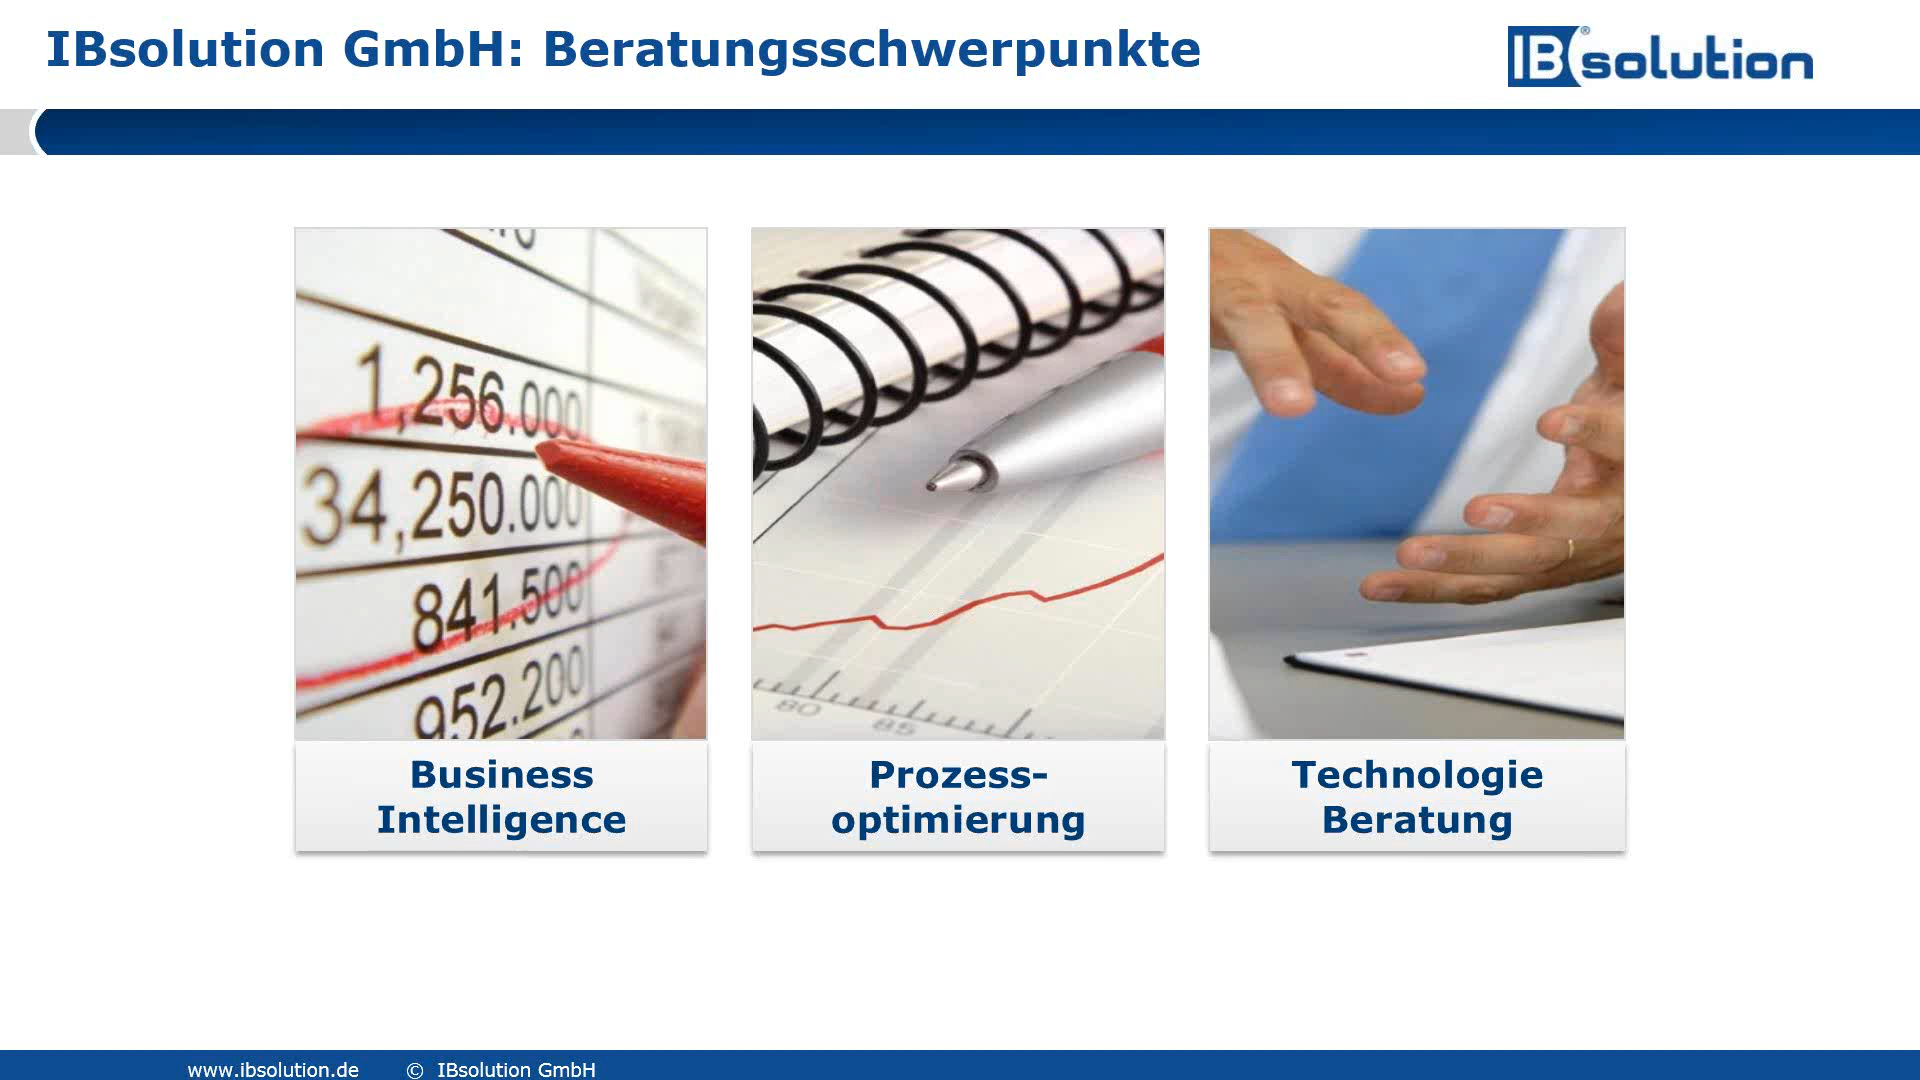 IBsolution GmbH: Beratungsschwerpunkte
IBsolution®
1,256.000
34,250.000
841.500
952.200
80
85
Business
Intelligence
Prozess-
optimierung
Technologie
Beratung
www.ibsolution.de © IBsolution GmbH